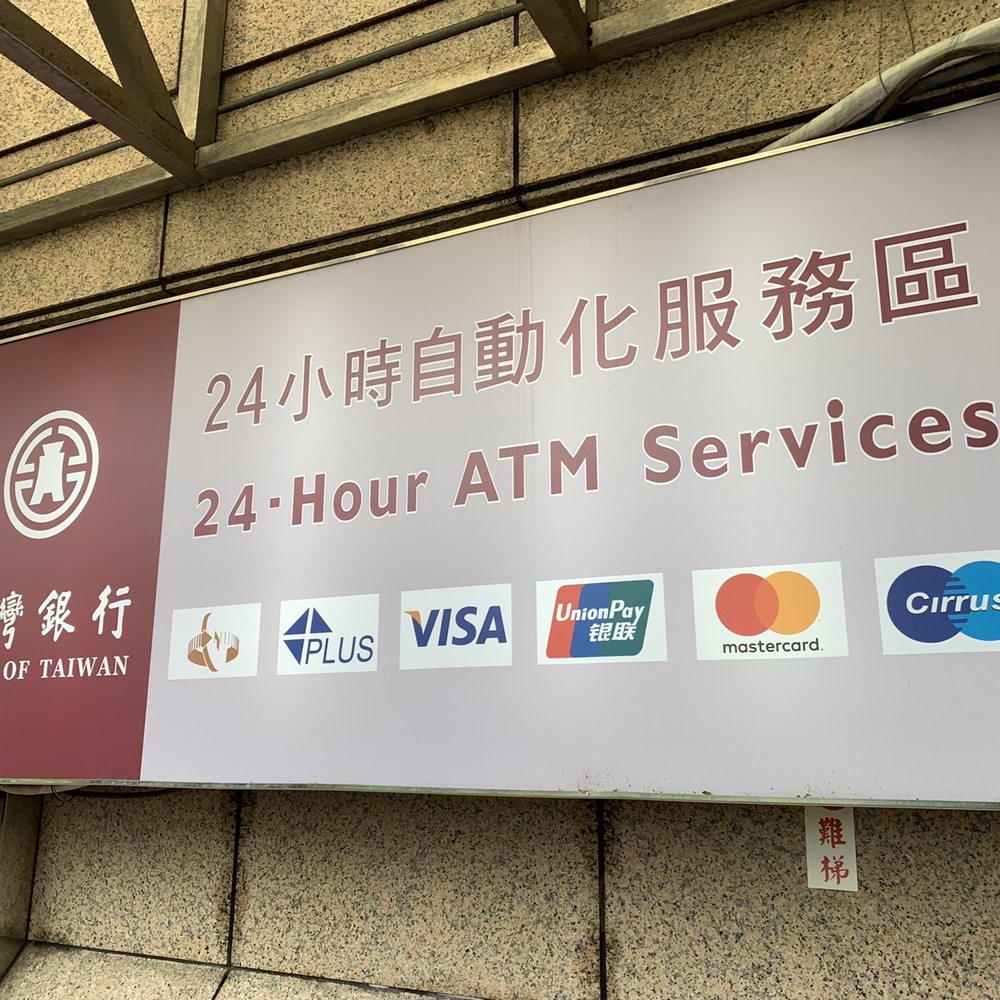 24小時自動化服務區
24-Hour ATM Services
灣銀行
OF TAIWAN
PLUS
VISA
UnionPay
银联
mastercard.
Cirrus
難梯